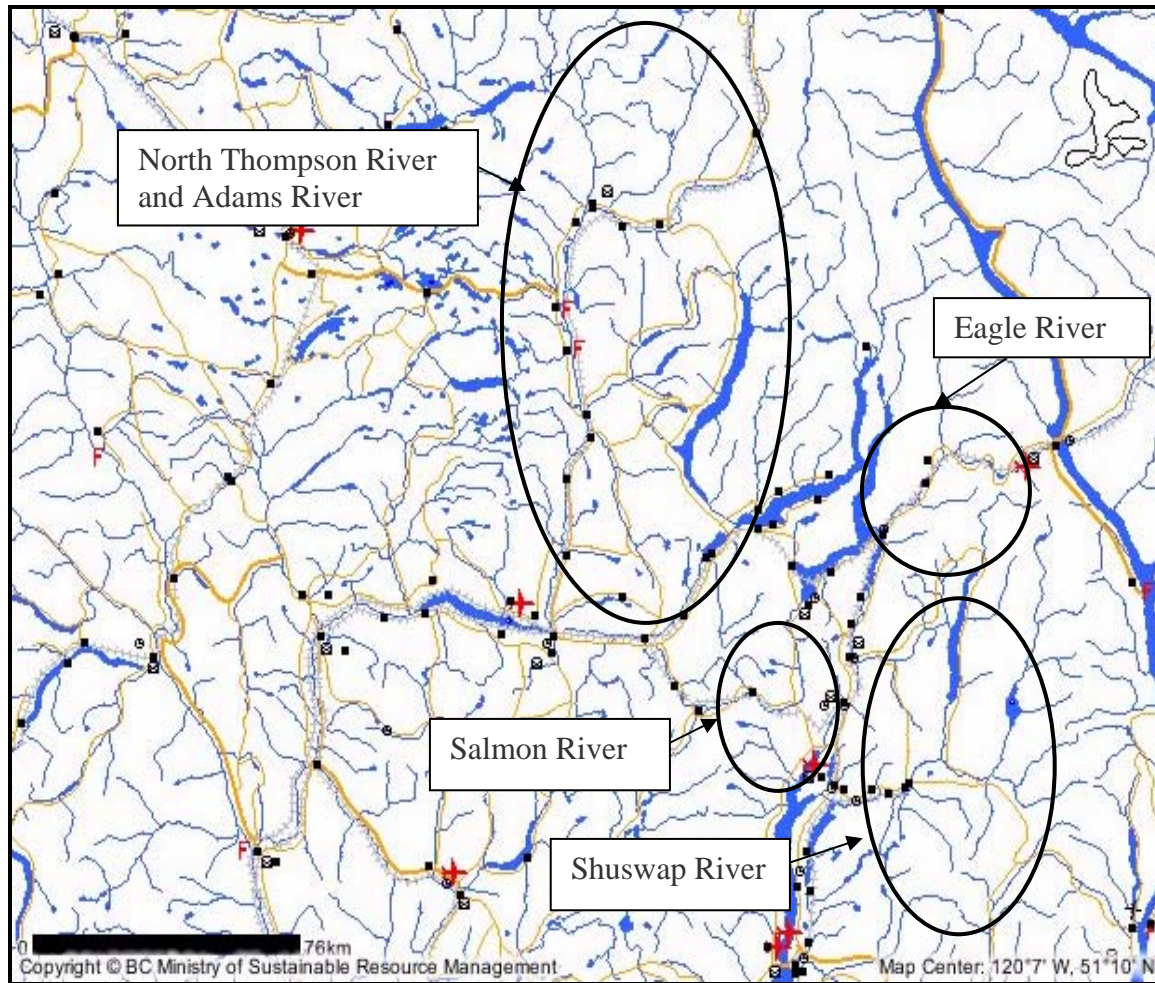 North Thompson River
and Adams River
Eagle River
F
F
F
F
Salmon River
F
Shuswap River
0 76km
Copyright © BC Ministry of Sustainable Resource Management
Map Center: 120°7' W, 51°10' N